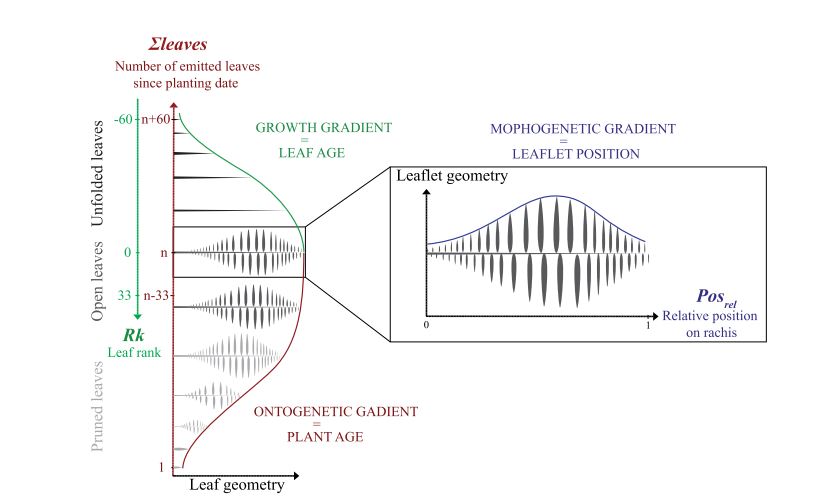 Σleaves
Number of emitted leaves
since planting date
-60
n+60
GROWTH GRADIENT
=
LEAF AGE
MOPHOGENETIC GRADIENT
=
LEAFLET POSITION
Unfolded leaves
Leaflet geometry
0
n
Open leaves
33
n-33
Posrel
Relative position
on rachis
0
1
Rk
Leaf rank
Pruned leaves
ONTOGENETIC GADIENT
=
PLANT AGE
1
Leaf geometry